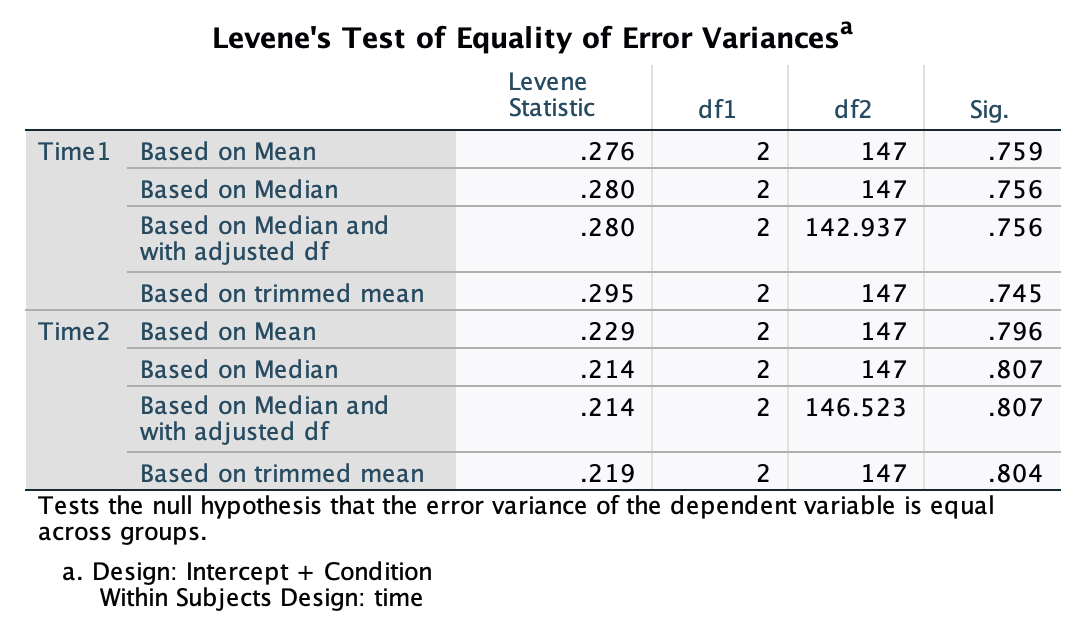 Levene's Test of Equality of Error Variancesᵃ
Levene
Statistic df1 df2 Sig.
Time1 Based on Mean .276 2 147 .759
Based on Median .280 2 147 .756
Based on Median and
with adjusted df .280 2 142.937 .756
Based on trimmed mean .295 2 147 .745
Time2 Based on Mean .229 2 147 .796
Based on Median .214 2 147 .807
Based on Median and
with adjusted df .214 2 146.523 .807
Based on trimmed mean .219 2 147 .804
Tests the null hypothesis that the error variance of the dependent variable is equal
across groups.
a. Design: Intercept + Condition
Within Subjects Design: time